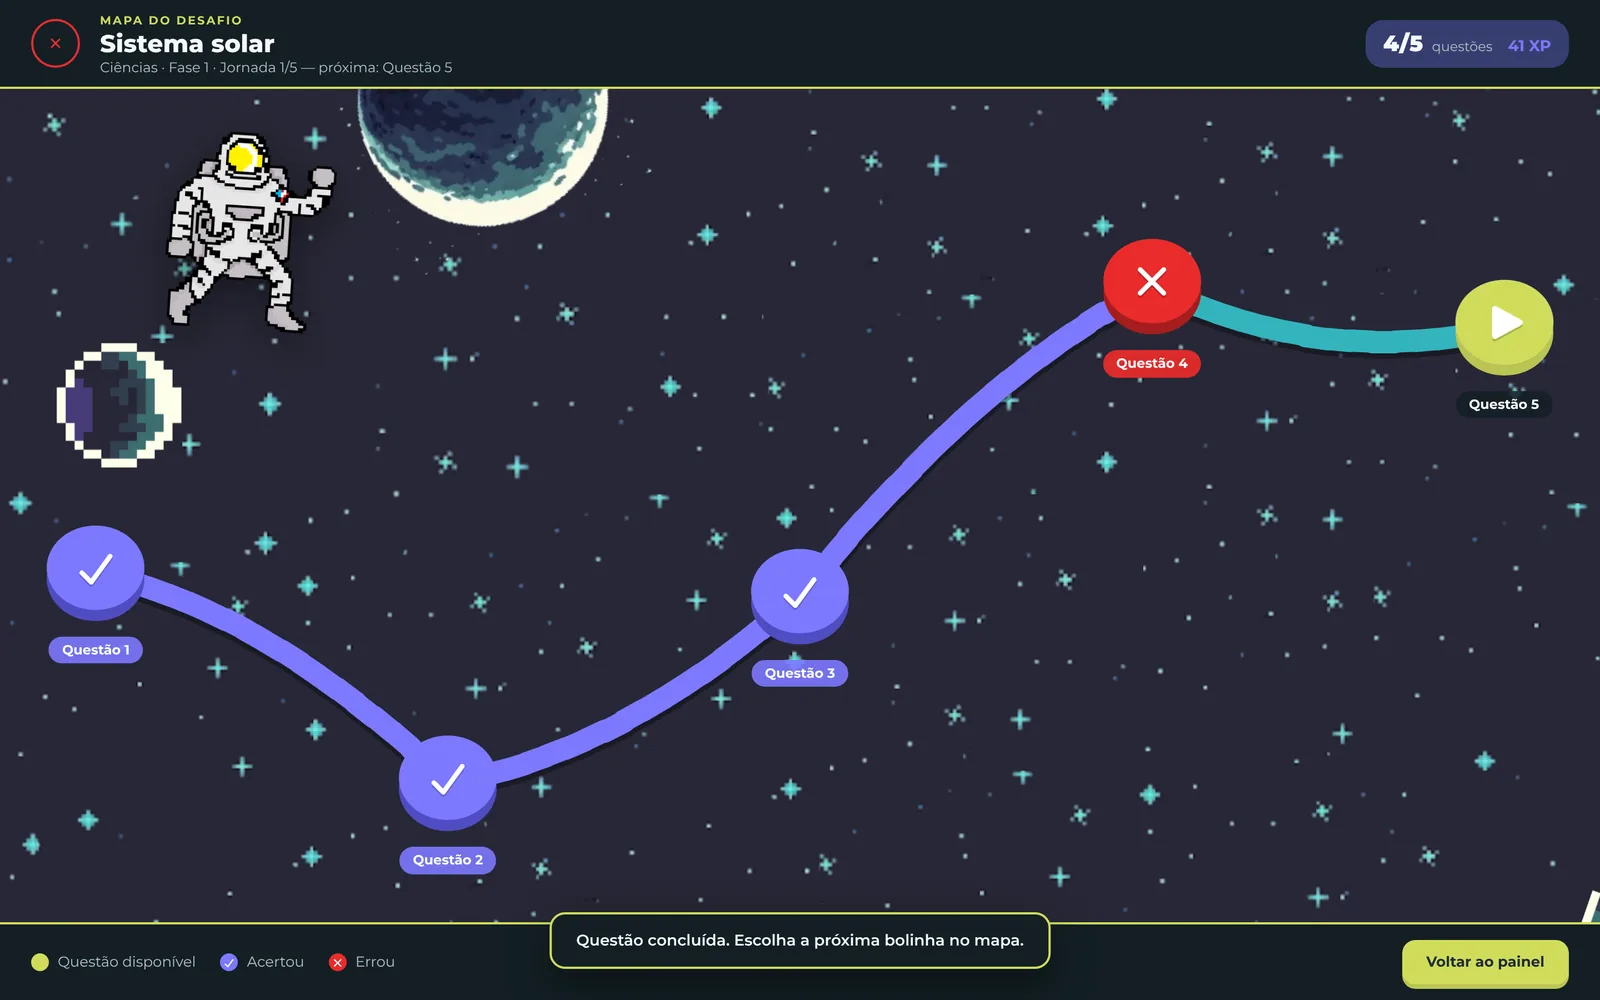 MAPA DO DESAFIO
Sistema solar
Ciências · Fase 1 · Jornada 1/5 — próxima: Questão 5
4/5 questões 41 XP
Questão 4
Questão 5
Questão 1
Questão 3
Questão 2
Questão concluída. Escolha a próxima bolinha no mapa.
Questão disponível
Acertou
Errou
Voltar ao painel